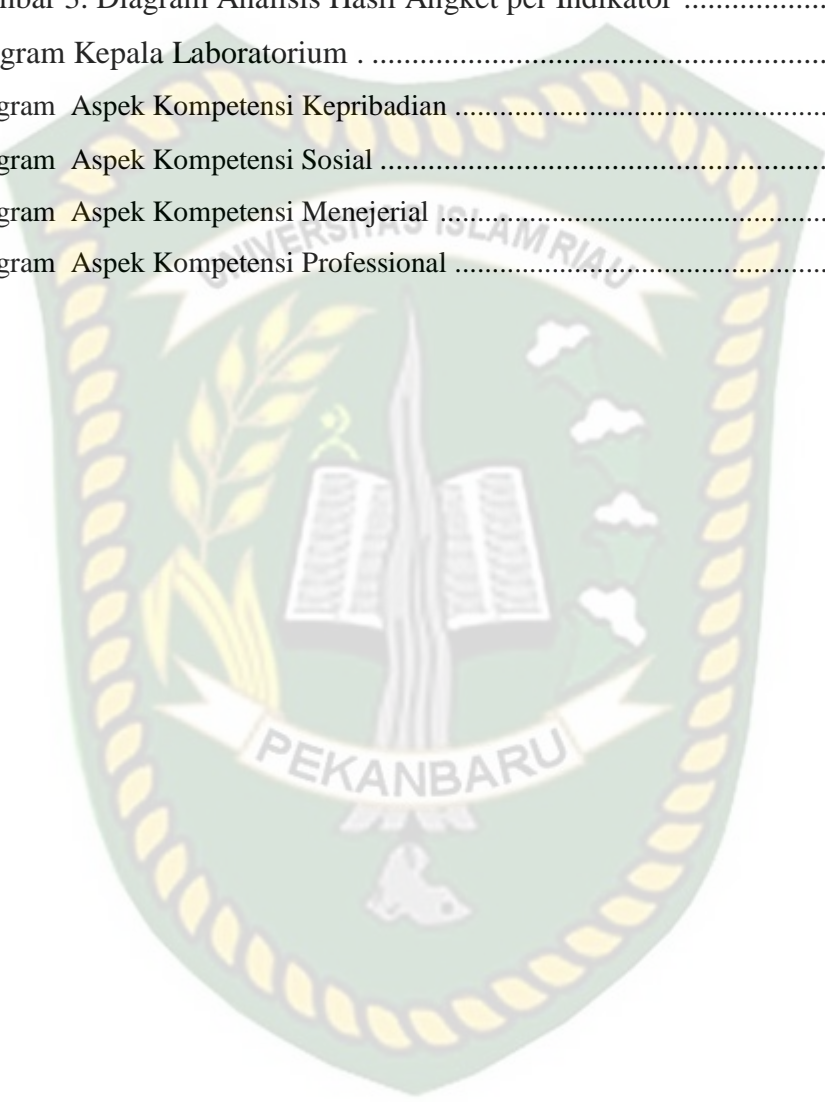 mbar 3. Diagram Analisis Hasil Angket per Indikator ....................
gram Kepala Laboratorium . ..........................................................
gram  Aspek Kompetensi Kepribadian ..................................................
gram  Aspek Kompetensi Sosial ............................................................
gram  Aspek Kompetensi Menejerial ....................................................
gram  Aspek Kompetensi Professional ..................................................
UNIVERSITAS ISLAM RIAU
PEKANBARU